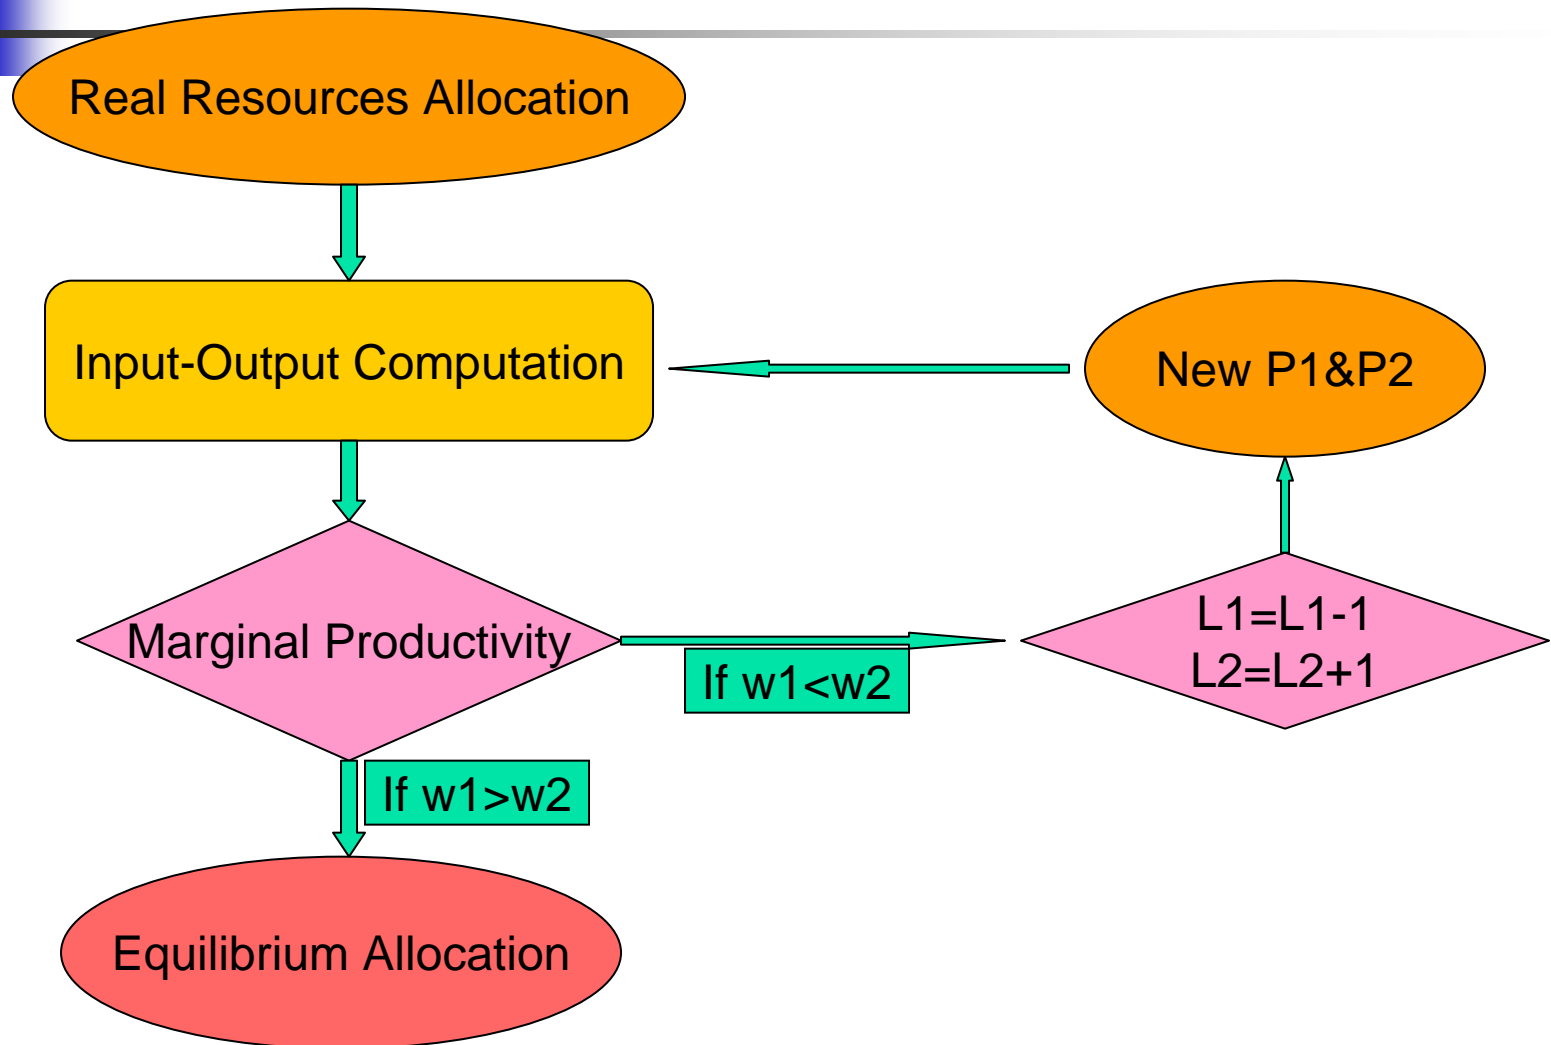 Real Resources Allocation
Input-Output Computation
New P1&P2
Marginal Productivity
If w1<w2
L1=L1-1
L2=L2+1
If w1>w2
Equilibrium Allocation